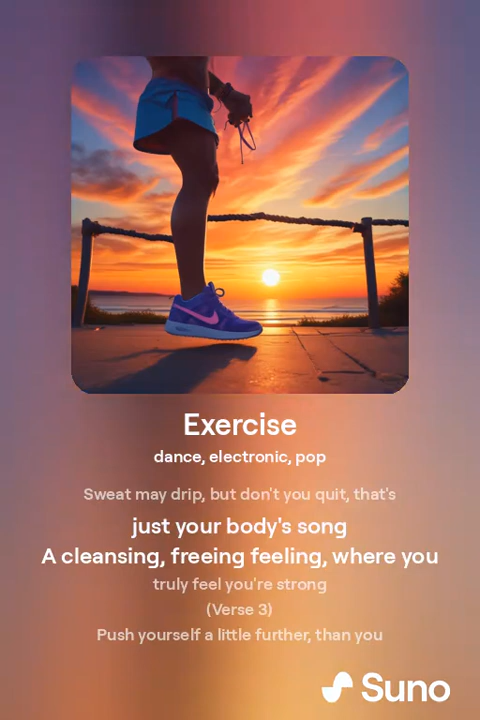 Exercise
dance, electronic, pop
Sweat may drip, but don't you quit, that's
just your body's song
A cleansing, freeing feeling, where you
truly feel you're strong
(Verse 3)
Push yourself a little further, than you
Suno